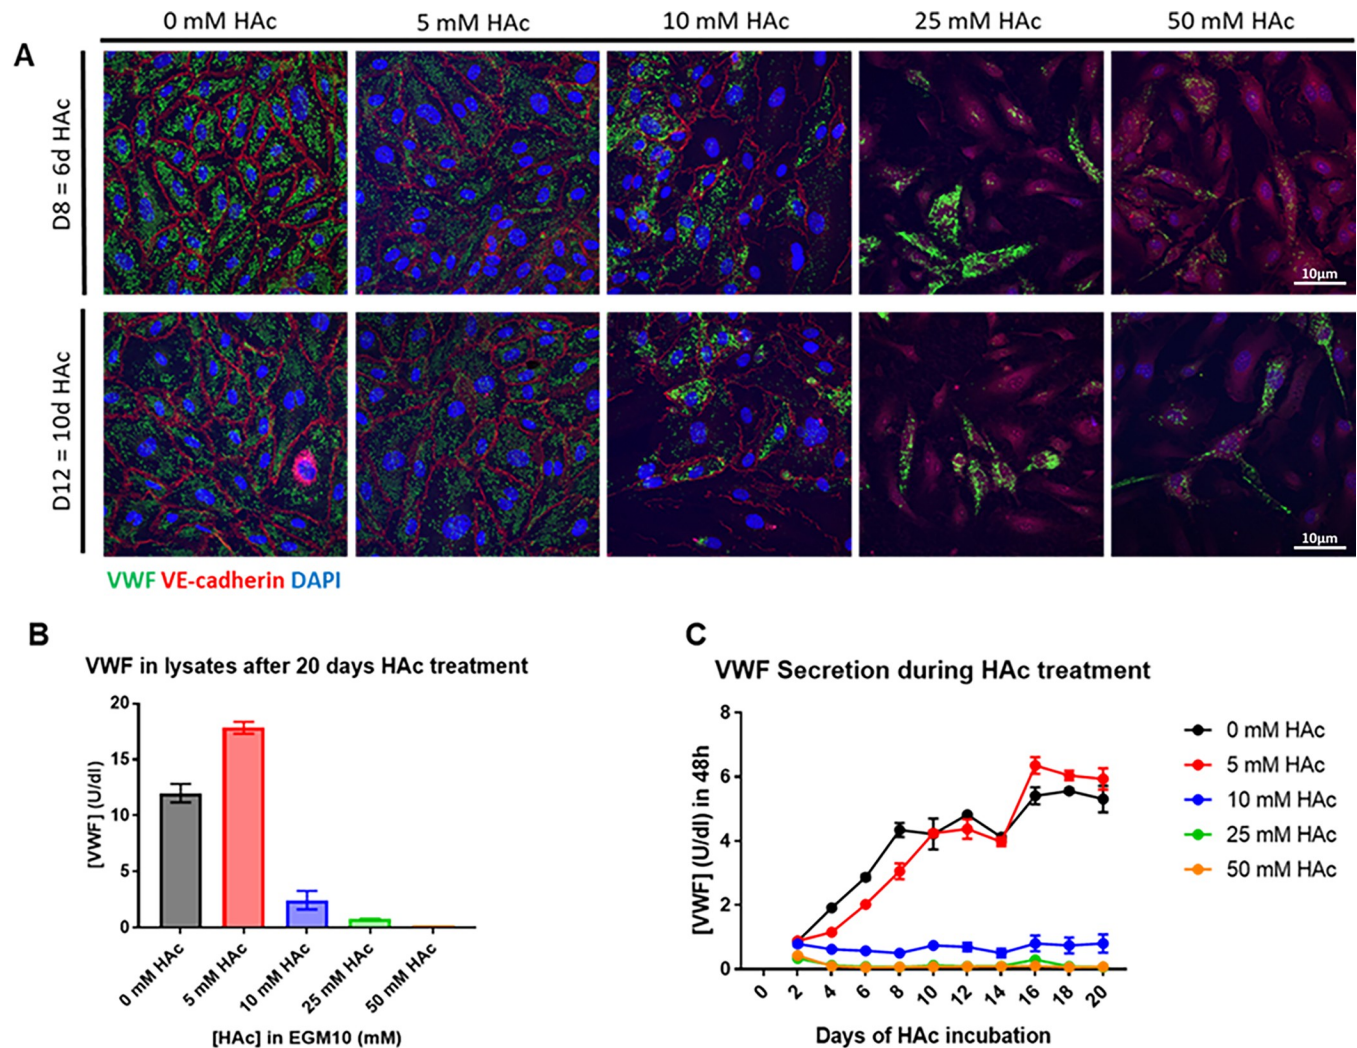 0 mM HAc 5 mM HAc 10 mM HAc 25 mM HAc 50 mM HAc
A
D8 = 6d HAc
10µm
D12 = 10d HAc
10µm
VWF VE-cadherin DAPI
B
VWF in lysates after 20 days HAc treatment
[VWF] (U/dl)
20
15
10
5
0
0 mM HAc 5 mM HAc 10 mM HAc 25 mM HAc 50 mM HAc
[HAc] in EGM10 (mM)
C
VWF Secretion during HAc treatment
[VWF] (U/dl) in 48h
8
6
4
2
0
0 2 4 6 8 10 12 14 16 18 20
Days of HAc incubation
0 mM HAc
5 mM HAc
10 mM HAc
25 mM HAc
50 mM HAc